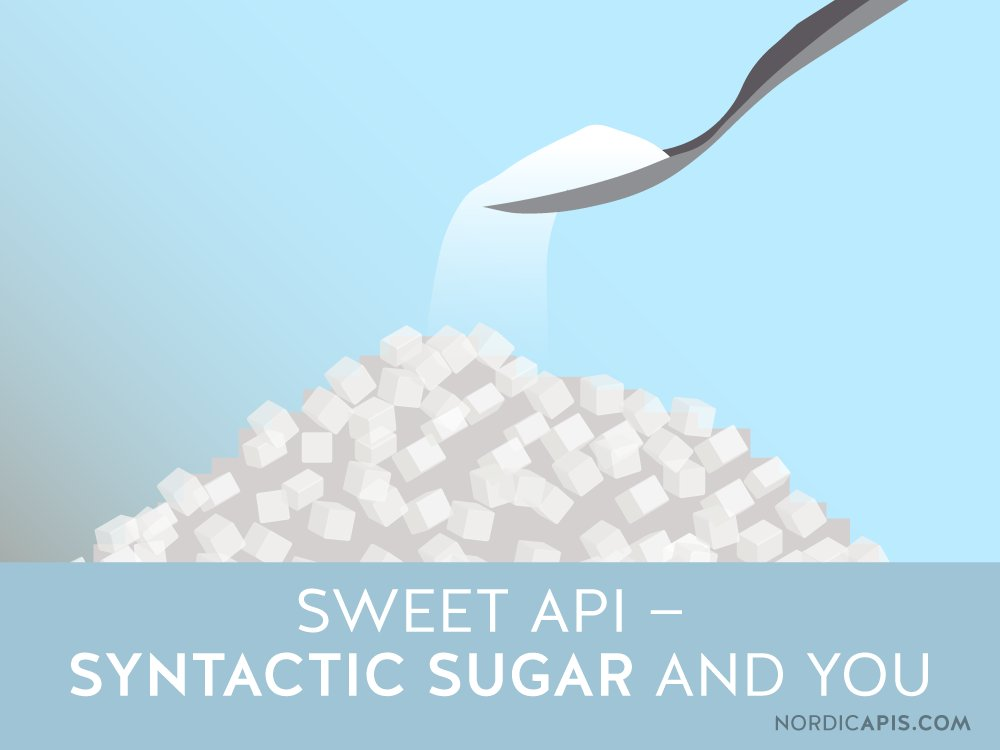 SWEET API –
SYNTACTIC SUGAR AND YOU
NORDICAPIS.COM